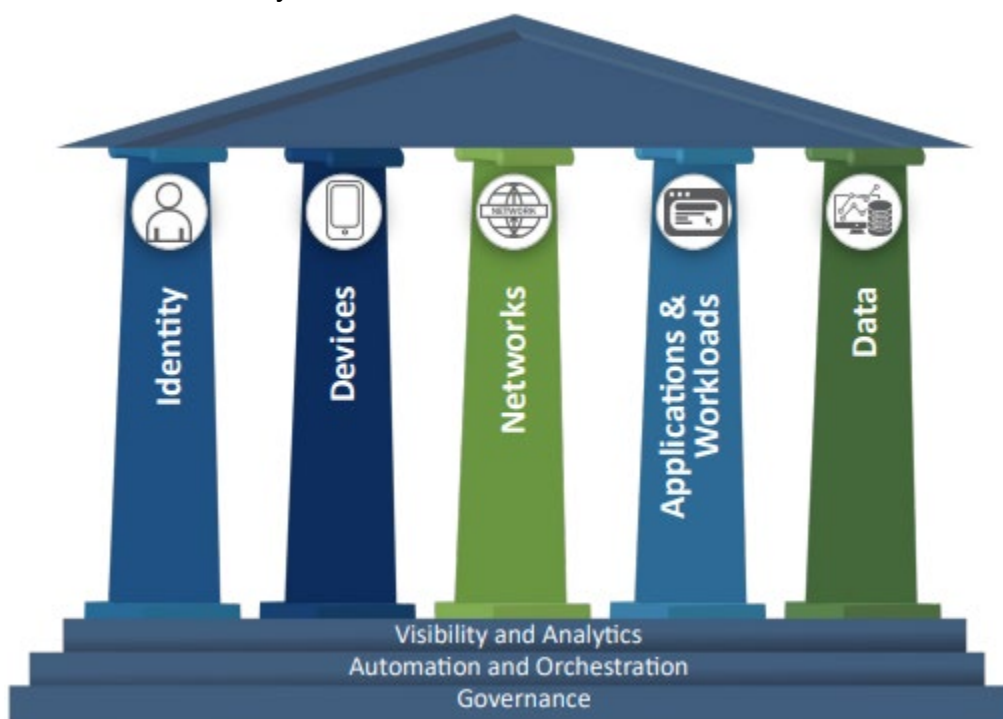 Identity
Devices
NETWORK
Networks
Applications &
Workloads
Data
Visibility and Analytics
Automation and Orchestration
Governance